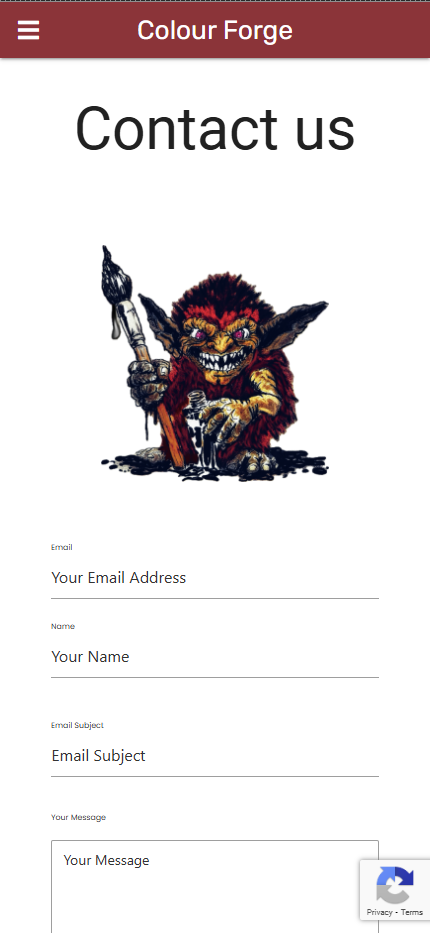 Colour Forge
Contact us
Email
Your Email Address
Name
Your Name
Email Subject
Email Subject
Your Message
Your Message
Privacy - Terms